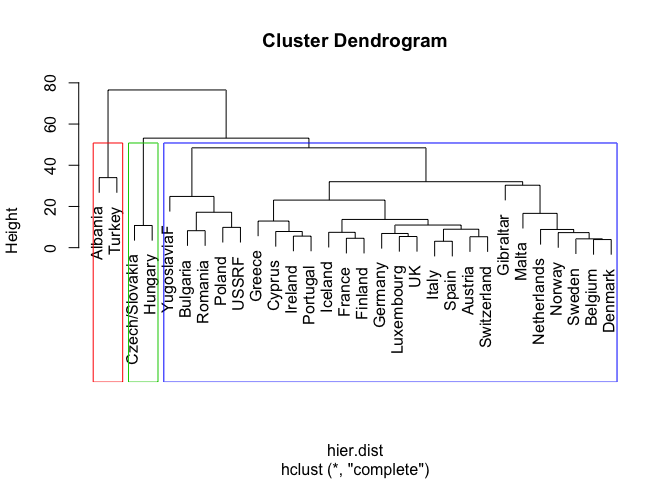 Cluster Dendrogram
Height
80
60
40
20
0
Albania
Turkey
Czech/Slovakia
Hungary
YugoslaviaF
Bulgaria
Romania
Poland
USSRF
Greece
Cyprus
Ireland
Portugal
Iceland
France
Finland
Germany
Luxembourg
UK
Italy
Spain
Austria
Switzerland
Gibraltar
Malta
Netherlands
Norway
Sweden
Belgium
Denmark
hier.dist
hclust (*, "complete")